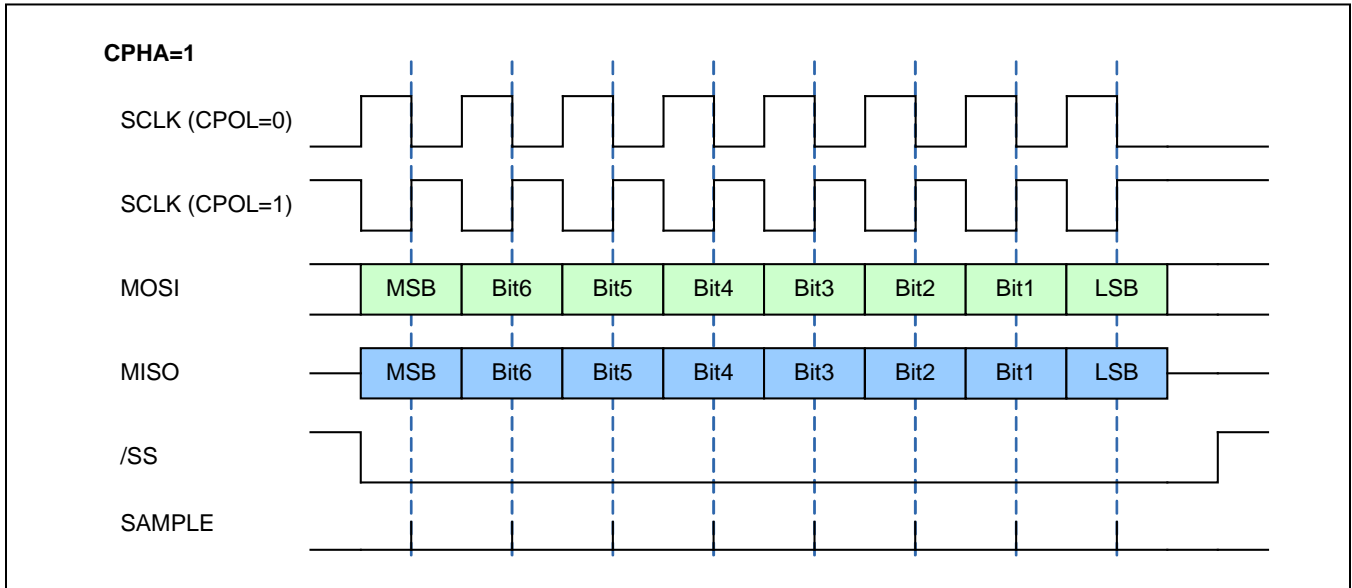 CPHA=1
SCLK (CPOL=0)
SCLK (CPOL=1)
MOSI MSB Bit6 Bit5 Bit4 Bit3 Bit2 Bit1 LSB
MISO MSB Bit6 Bit5 Bit4 Bit3 Bit2 Bit1 LSB
/SS
SAMPLE